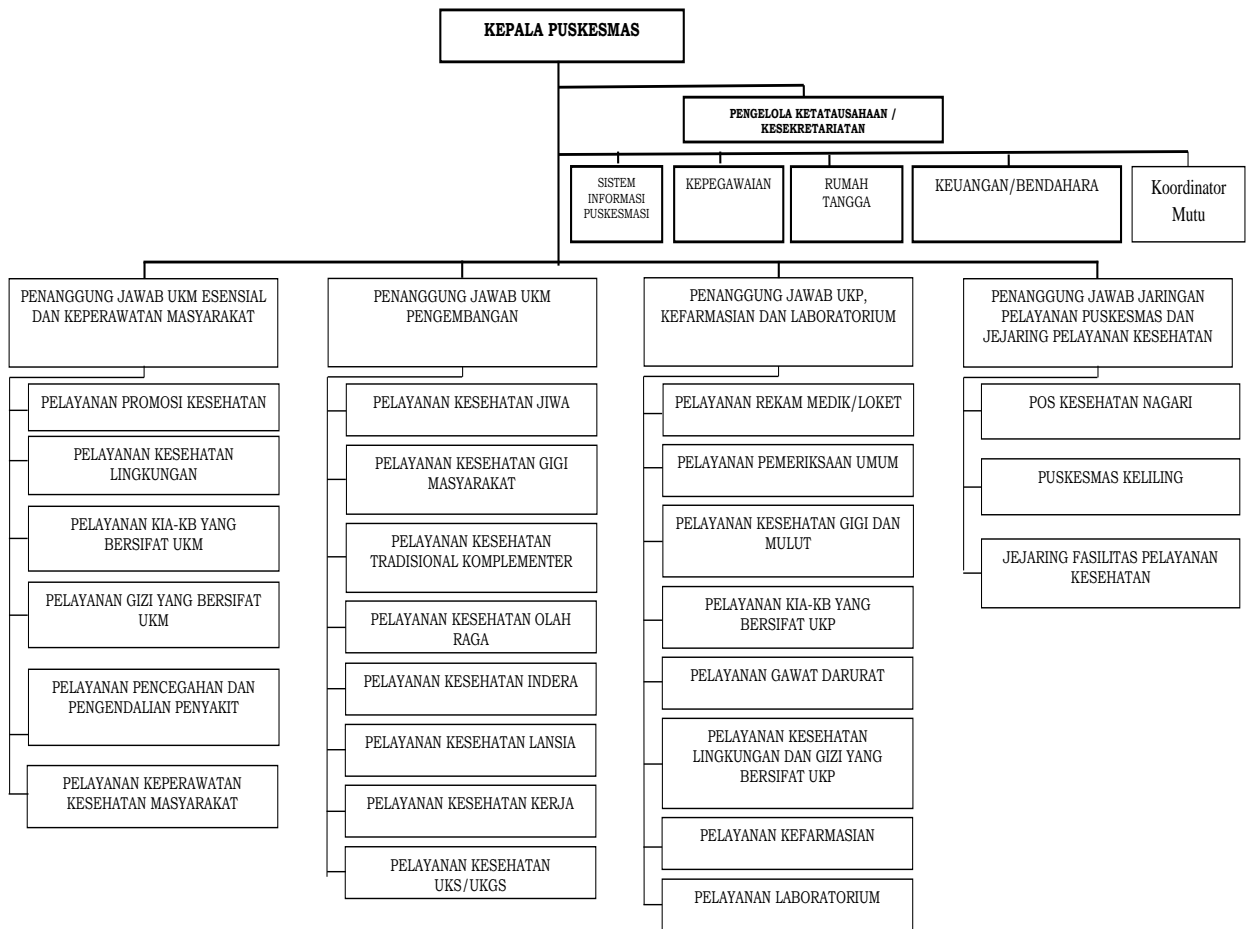 KEPALA PUSKESMAS
PENGELOLA KETATAUSAHAAN /
KESEKRETARIATAN
SISTEM
INFORMASI
PUSKESMASI
KEPEGAWAIAN
RUMAH
TANGGA
KEUANGAN/BENDAHARA
Koordinator
Mutu
PENANGGUNG JAWAB UKM ESENSIAL
DAN KEPERAWATAN MASYARAKAT
PELAYANAN PROMOSI KESEHATAN
PELAYANAN KESEHATAN
LINGKUNGAN
PELAYANAN KIA-KB YANG
BERSIFAT UKM
PELAYANAN GIZI YANG BERSIFAT
UKM
PELAYANAN PENCEGAHAN DAN
PENGENDALIAN PENYAKIT
PELAYANAN KEPERAWATAN
KESEHATAN MASYARAKAT
PENANGGUNG JAWAB UKM
PENGEMBANGAN
PELAYANAN KESEHATAN JIWA
PELAYANAN KESEHATAN GIGI
MASYARAKAT
PELAYANAN KESEHATAN
TRADISIONAL KOMPLEMENTER
PELAYANAN KESEHATAN OLAH
RAGA
PELAYANAN KESEHATAN INDERA
PELAYANAN KESEHATAN LANSIA
PELAYANAN KESEHATAN KERJA
PELAYANAN KESEHATAN
UKS/UKGS
PENANGGUNG JAWAB UKP,
KEFARMASIAN DAN LABORATORIUM
PELAYANAN REKAM MEDIK/LOKET
PELAYANAN PEMERIKSAAN UMUM
PELAYANAN KESEHATAN GIGI DAN
MULUT
PELAYANAN KIA-KB YANG
BERSIFAT UKP
PELAYANAN GAWAT DARURAT
PELAYANAN KESEHATAN
LINGKUNGAN DAN GIZI YANG
BERSIFAT UKP
PELAYANAN KEFARMASIAN
PELAYANAN LABORATORIUM
PENANGGUNG JAWAB JARINGAN
PELAYANAN PUSKESMAS DAN
JEJARING PELAYANAN KESEHATAN
POS KESEHATAN NAGARI
PUSKESMAS KELILING
JEJARING FASILITAS PELAYANAN
KESEHATAN